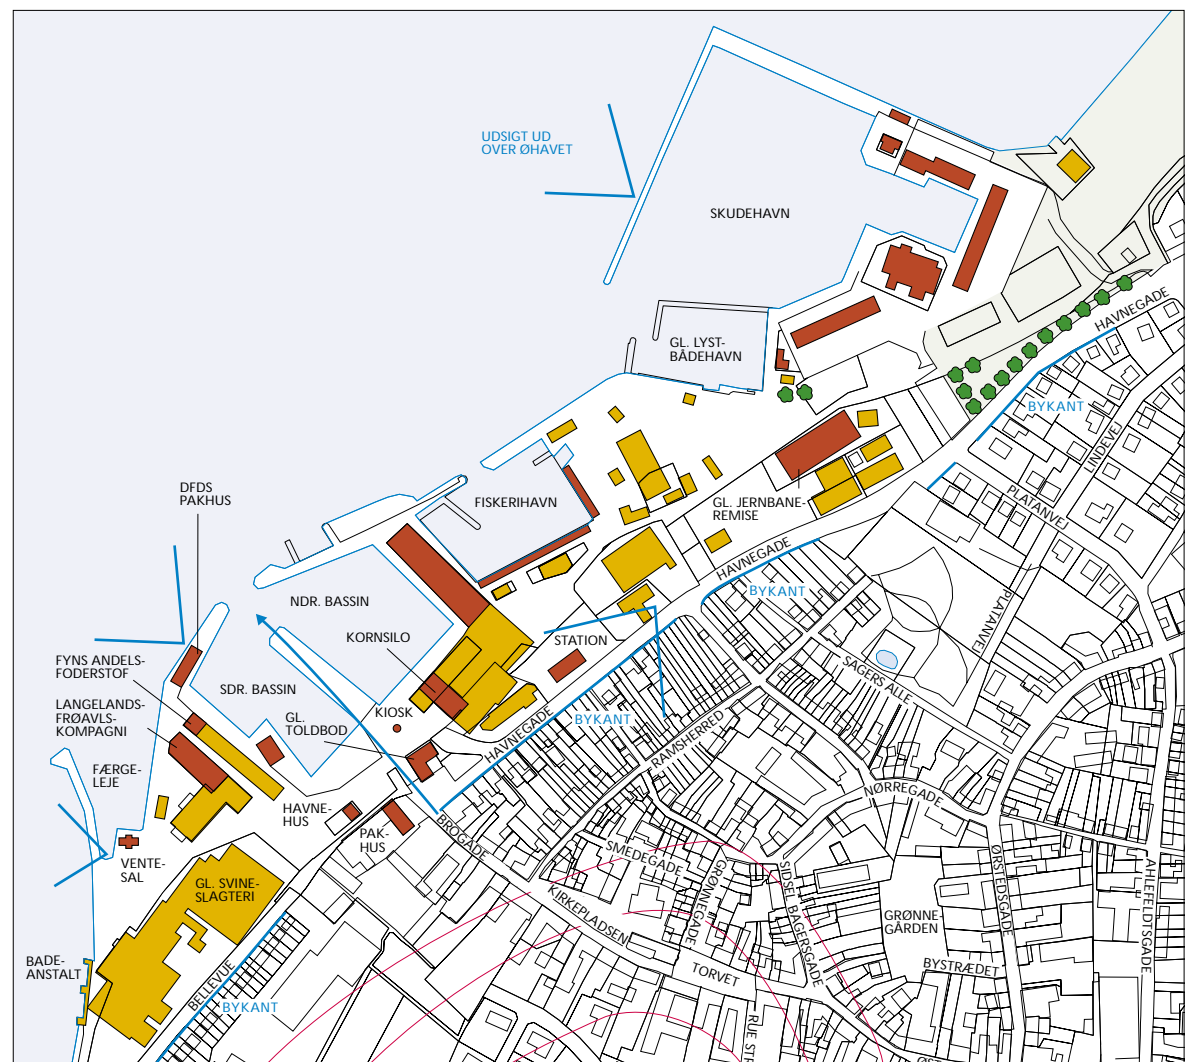 UDSIGT UD
OVER ØHAVET
SKUDEHAVN
HAVNEGADE
GL. LYST-
BÅDEHAVN
BYKANT
LINDEVEJ
DFDS
PAKHUS
FISKERIHAVN
GL. JERNBANE-
REMISE
PLATANVEJ
HAVNEGADE
BYKANT
NDR. BASSIN
PLATANVEJ
KORNSILO
STATION
FYNS ANDELS-
FODERSTOF
SAGERS ALLE
SDR. BASSIN
LANGELANDS-
FRØAVLS-
KOMPAGNI
KIOSK
GL.
TOLDBOD
HAVNEGADE
BYKANT
RAMSHERRED
FÆRGE-
LEJE
NØRREGADE
HAVNE-
HUS
PAK-
HUS
BROGADE
VENTE-
SAL
SMEDEGADE
GRØNNEGADE
SIDSEL BAGERSGADE
ØRSTEDSGADE
AHLEFELDTSGADE
GL. SVINE-
SLAGTERI
KIRKEPLADSEN
GRØNNE-
GÅRDEN
BADE-
ANSTALT
BELLEVUE
TORVET
BYSTRÆDET
BYKANT